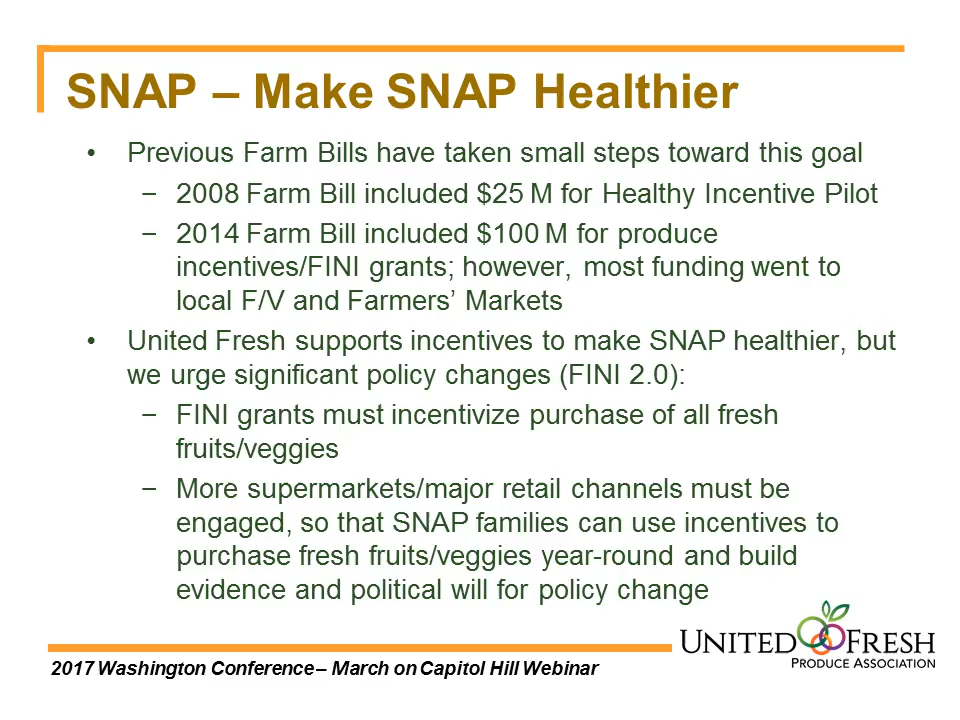 SNAP – Make SNAP Healthier
• Previous Farm Bills have taken small steps toward this goal
− 2008 Farm Bill included $25 M for Healthy Incentive Pilot
− 2014 Farm Bill included $100 M for produce
incentives/FINI grants; however, most funding went to
local F/V and Farmers’ Markets
• United Fresh supports incentives to make SNAP healthier, but
we urge significant policy changes (FINI 2.0):
− FINI grants must incentivize purchase of all fresh
fruits/veggies
− More supermarkets/major retail channels must be
engaged, so that SNAP families can use incentives to
purchase fresh fruits/veggies year-round and build
evidence and political will for policy change
UNITED FRESH
PRODUCE ASSOCIATION
2017 Washington Conference – March on Capitol Hill Webinar